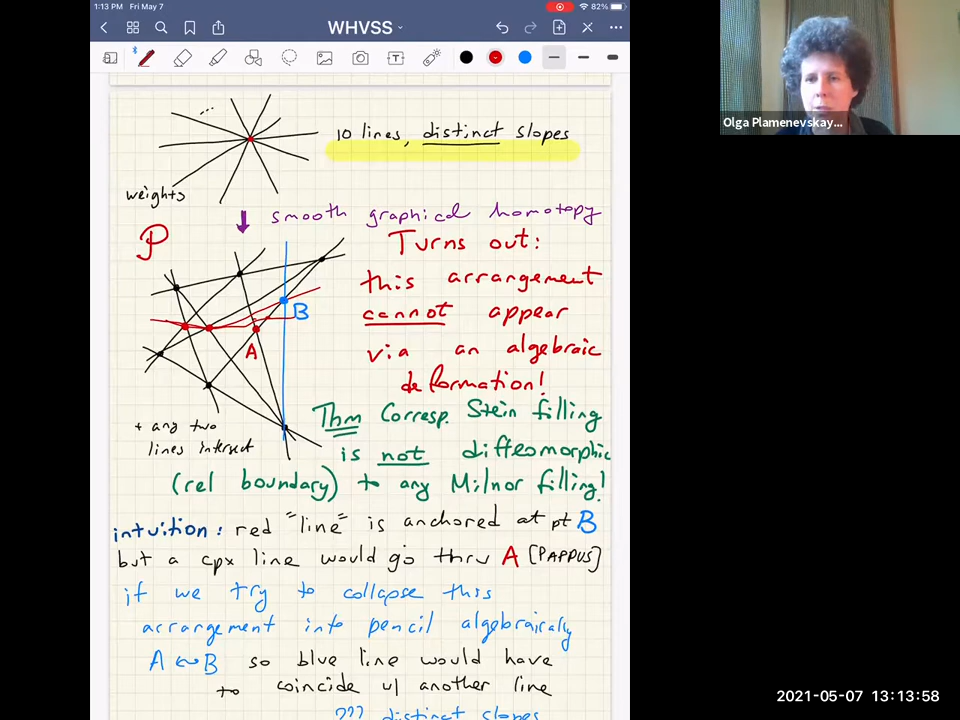 1:13 PM Fri May 7
82%
WHVSS
10 lines, distinct slopes
weights
smooth graphical homotopy
P
Turns out:
this arrangement
cannot appear
via an algebraic
deformation!
B
A
+ any two
lines intersect
Thm Corresp. Stein filling
is not diffeomorphic
(rel boundary) to any Milnor filling!
intuition: red "line" is anchored at pt B
but a cpx line would go thru A [PAPPUS]
if we try to collapse this
arrangement into pencil algebraically
A ↔ B so blue line would have
to coincide w/ another line
??? distinct slopes
Olga Plamenevskay...
2021-05-07 13:13:58